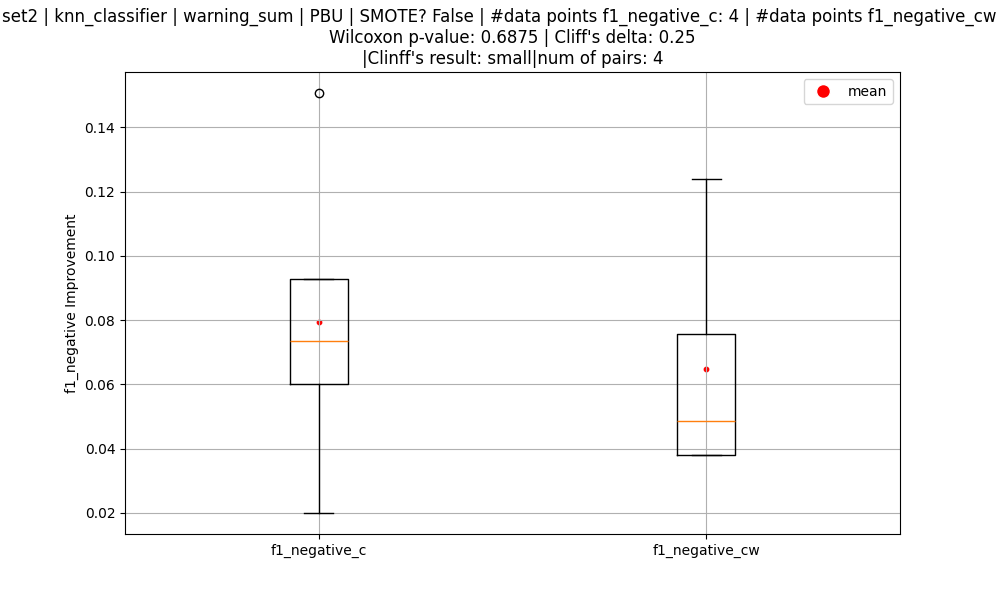 set2 | knn_classifier | warning_sum | PBU | SMOTE? False | #data points f1_negative_c: 4 | #data points f1_negative_cw
Wilcoxon p-value: 0.6875 | Cliff's delta: 0.25
|Clinff's result: small|num of pairs: 4
mean
0.14
0.12
0.10
0.08
0.06
0.04
0.02
f1_negative Improvement
f1_negative_c
f1_negative_cw